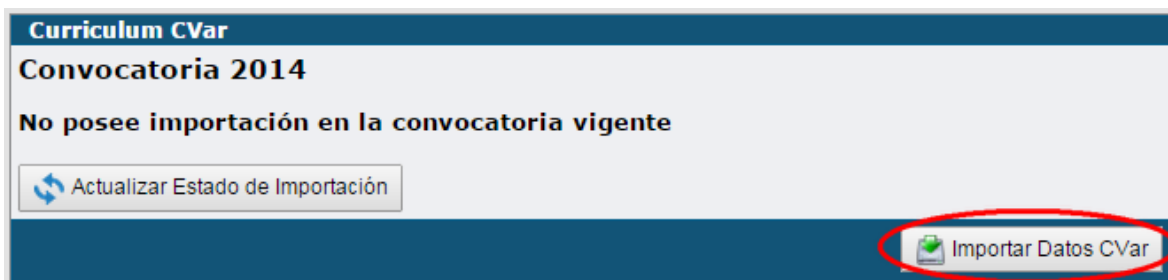 Curriculum CVar
Convocatoria 2014
No posee importación en la convocatoria vigente
Actualizar Estado de Importación
Importar Datos CVar